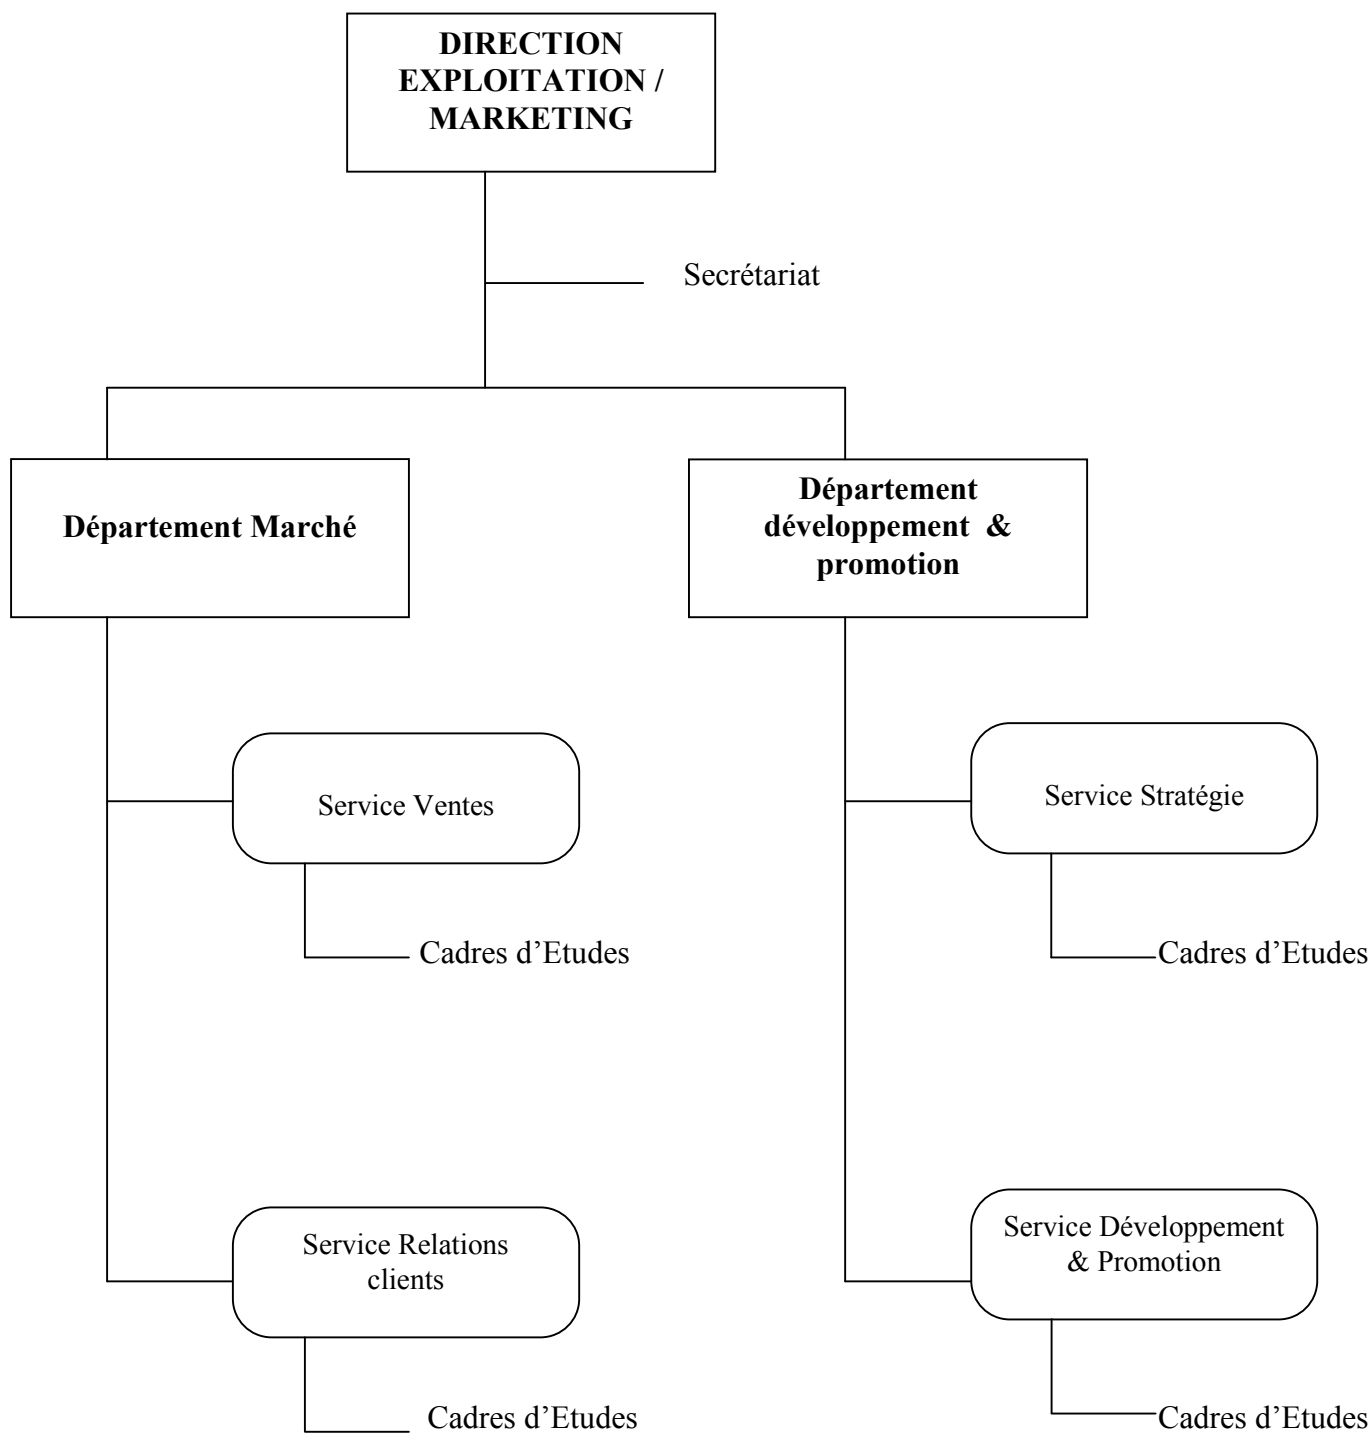 DIRECTION
EXPLOITATION /
MARKETING
Secrétariat
Département Marché
Département
développement &
promotion
Service Ventes
Service Stratégie
Cadres d’Etudes
Cadres d’Etudes
Service Relations
clients
Service Développement
& Promotion
Cadres d’Etudes
Cadres d’Etudes